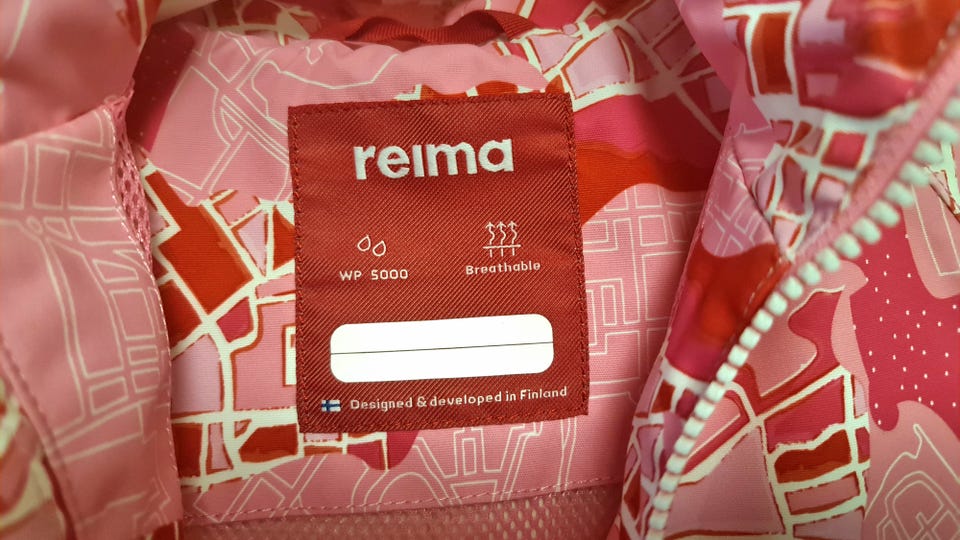 reima
WP 5000
Breathable
Designed & developed in Finland